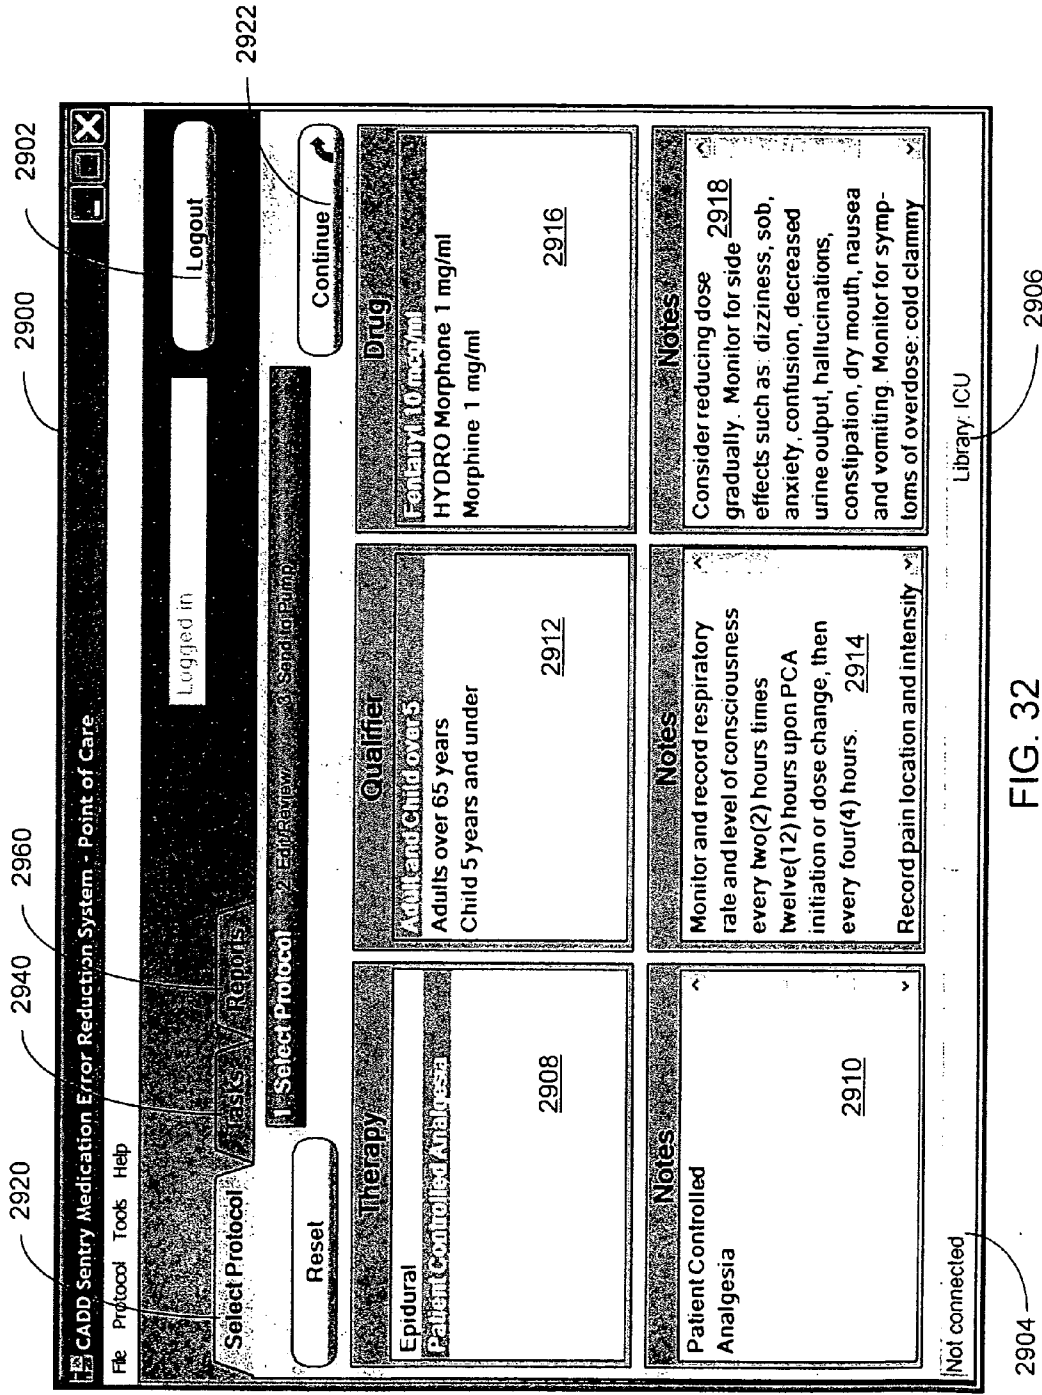 2920
2940
2960
2900
2902
2922
CADD Sentry Medication Error Reduction System - Point of Care
File Protocol Tools Help
Logged in
Logout
Select Protocol
Tasks
Reports
Reset
1. Select Protocol 2. Edit/Review 3. Send to Pump
Continue
Therapy
Epidural
Patient Controlled Analgesia
2908
Qualifier
Adult and Child over 5
Adults over 65 years
Child 5 years and under
2912
Drug
Fentanyl 10 mcg/ml
HYDRO Morphone 1 mg/ml
Morphine 1 mg/ml
2916
Notes
Patient Controlled
Analgesia
2910
Notes
Monitor and record respiratory
rate and level of consciousness
every two(2) hours times
twelve(12) hours upon PCA
initiation or dose change, then
every four(4) hours. 2914
Record pain location and intensity
Notes
Consider reducing dose
gradually. Monitor for side 2918
effects such as: dizziness, sob,
anxiety, confusion, decreased
urine output, hallucinations,
constipation, dry mouth, nausea
and vomiting. Monitor for symp-
toms of overdose: cold clammy
Not connected
Library: ICU
2904
2906
FIG. 32